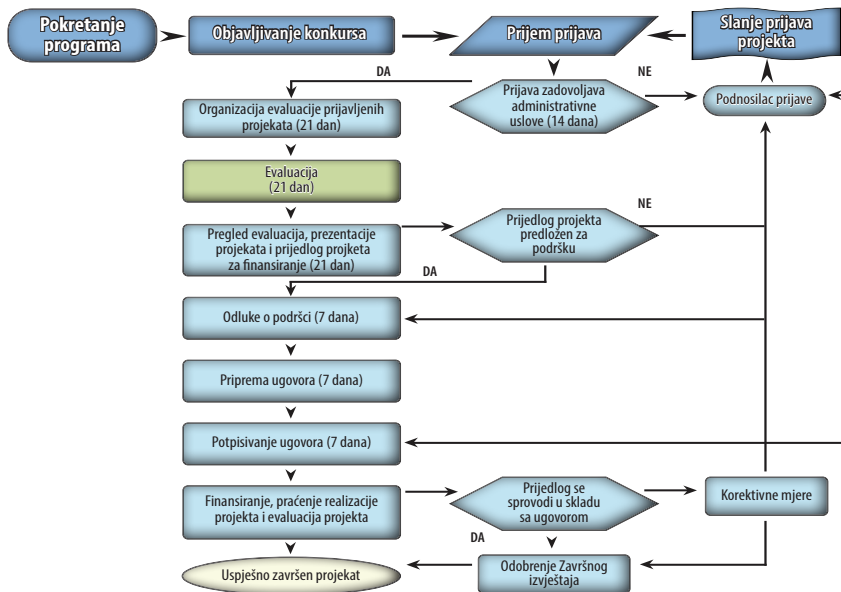 Pokretanje
programa
Objavljivanje konkursa
Prijem prijava
Slanje prijava
projekta
DA
NE
Organizacija evaluacije prijavljenih
projekata (21 dan)
Prijava zadovoljava
administrativne
uslove (14 dana)
Podnosilac prijave
Evaluacija
(21 dan)
Pregled evaluacija, prezentacije
projekata i prijedlog projketa
za finansiranje (21 dan)
Prijedlog projekta
predložen za
podršku
NE
DA
Odluke o podršci (7 dana)
Priprema ugovora (7 dana)
Potpisivanje ugovora (7 dana)
Finansiranje, praćenje realizacije
projekta i evaluacija projekta
Prijedlog se
sprovodi u skladu
sa ugovorom
Korektivne mjere
DA
Uspješno završen projekat
Odobrenje Završnog
izvještaja